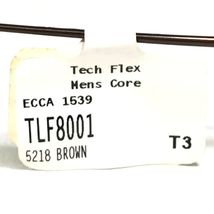 Tech Flex
Mens Core
ECCA 1539
TLF8001
5218 BROWN
T3